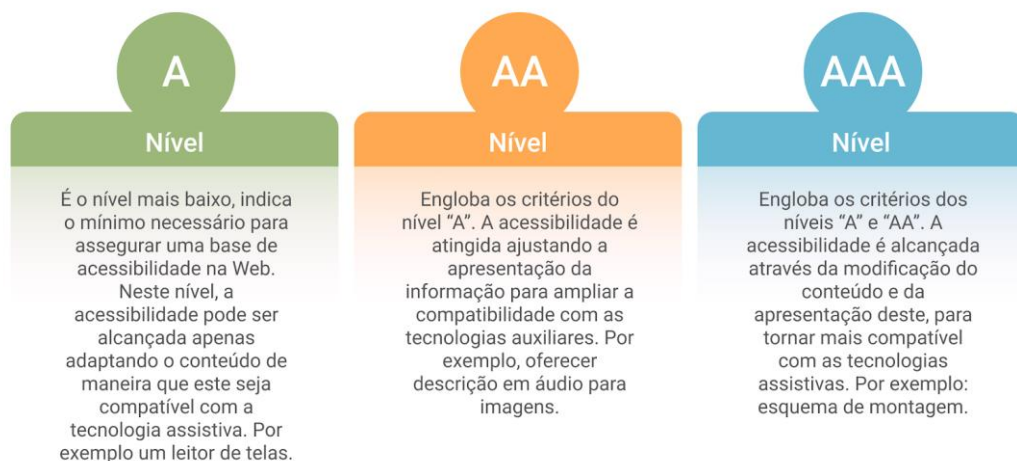 A
Nível
É o nível mais baixo, indica
o mínimo necessário para
assegurar uma base de
acessibilidade na Web.
Neste nível, a
acessibilidade pode ser
alcançada apenas
adaptando o conteúdo de
maneira que este seja
compatível com a
tecnologia assistiva. Por
exemplo um leitor de telas.
AA
Nível
Engloba os critérios do
nível “A”. A acessibilidade é
atingida ajustando a
apresentação da
informação para ampliar a
compatibilidade com as
tecnologias auxiliares. Por
exemplo, oferecer
descrição em áudio para
imagens.
AAA
Nível
Engloba os critérios dos
níveis “A” e “AA”. A
acessibilidade é alcançada
através da modificação do
conteúdo e da
apresentação deste, para
tornar mais compatível
com as tecnologias
assistivas. Por exemplo:
esquema de montagem.